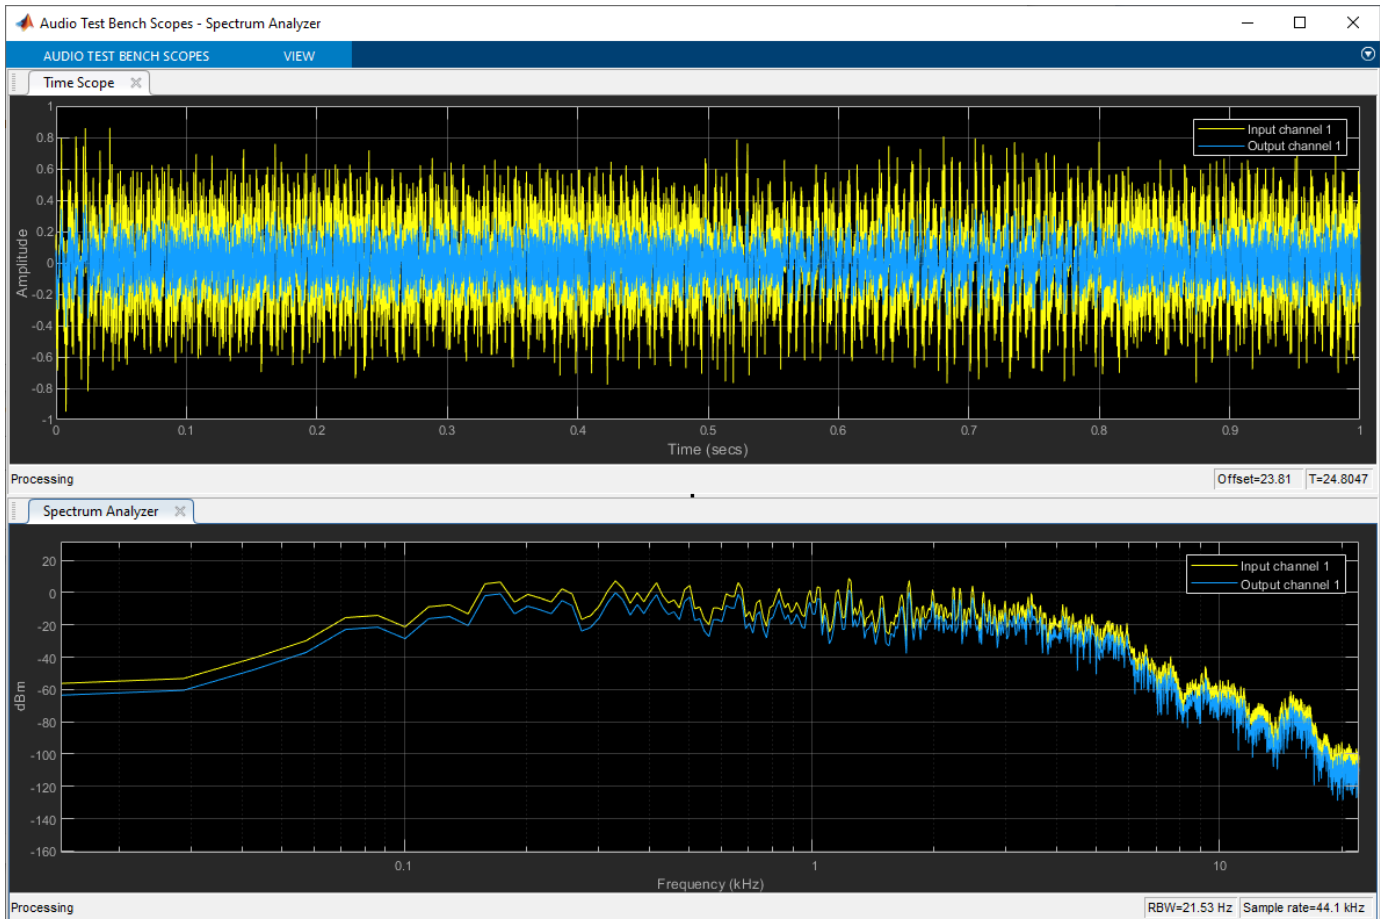 Audio Test Bench Scopes - Spectrum Analyzer
AUDIO TEST BENCH SCOPES VIEW
Time Scope
1
0.8
0.6
0.4
0.2
0
-0.2
-0.4
-0.6
-0.8
-1
Amplitude
Input channel 1
Output channel 1
0 0.1 0.2 0.3 0.4 0.5 0.6 0.7 0.8 0.9 1
Time (secs)
Processing Offset=23.81 T=24.8047
Spectrum Analyzer
20
0
-20
-40
-60
-80
-100
-120
-140
-160
dBm
Input channel 1
Output channel 1
0.1 1 10
Frequency (kHz)
Processing RBW=21.53 Hz Sample rate=44.1 kHz